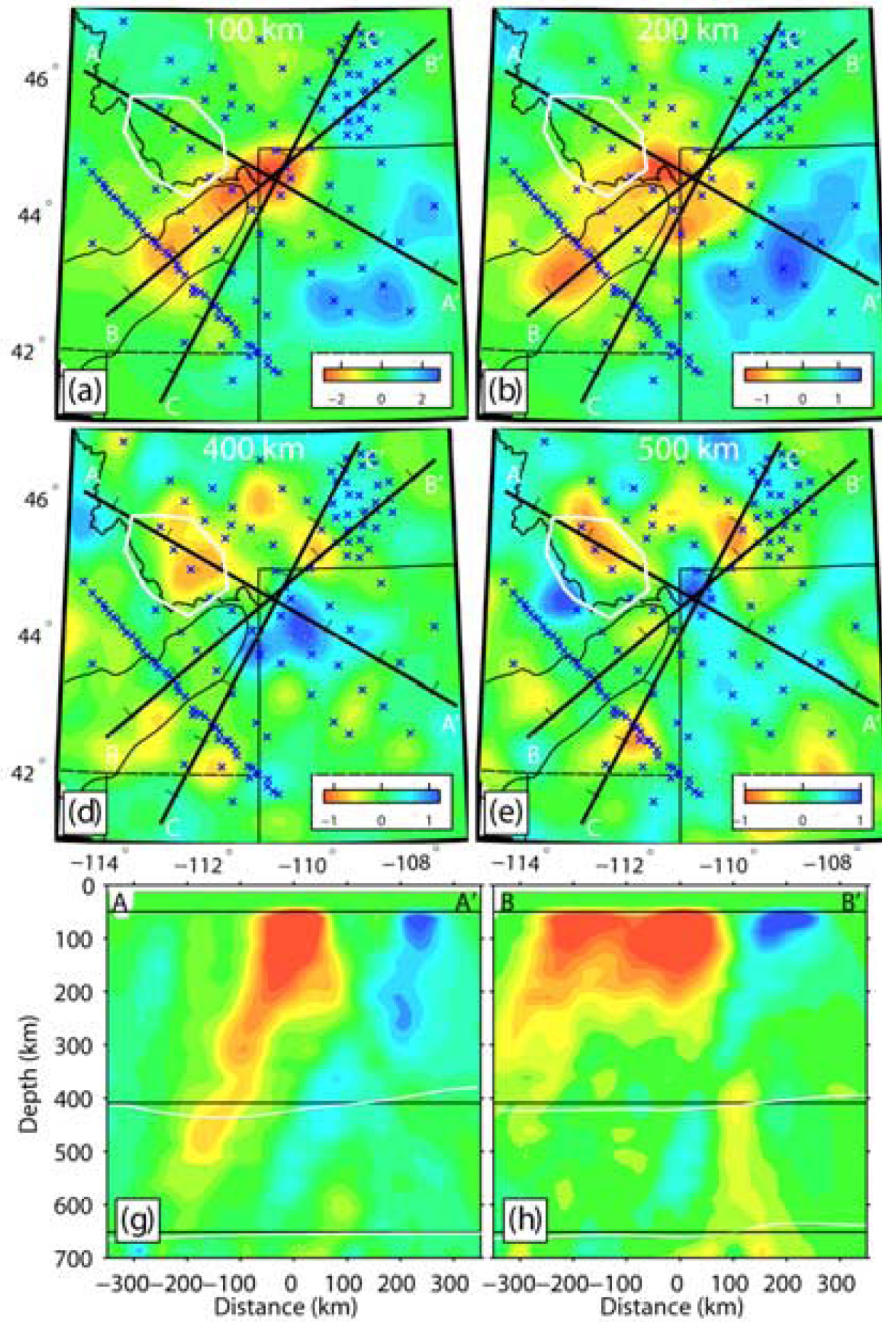 100 km 200 km
A C' B' A C' B'
46°
44°
42°
B A' B A'
C C
(a) −2 0 2 (b) −1 0 1
400 km 500 km
A C' B' A C' B'
46°
44°
42°
B A' B A'
C C
(d) −1 0 1 (e) −1 0 1
−114° −112° −110° −108° −114° −112° −110° −108°
A A' B B'
0
100
200
300
400
500
600
700
Depth (km)
(g) (h)
−300 −200 −100 0 100 200 300 −300 −200 −100 0 100 200 300
Distance (km) Distance (km)